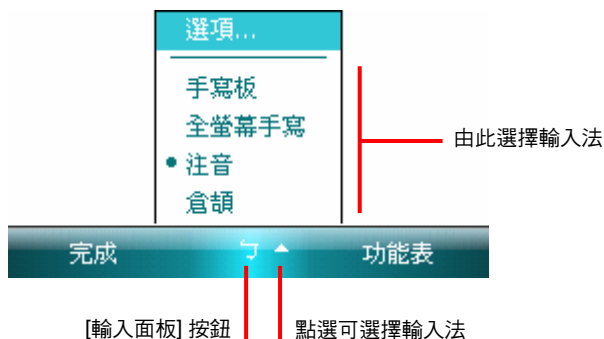 選項...
手寫板
全螢幕手寫
注音
倉頡
由此選擇輸入法
完成 ㄅ 功能表
[輸入面板] 按鈕 點選可選擇輸入法